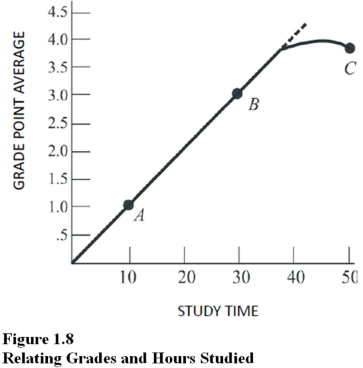 GRADE POINT AVERAGE
4.5
4.0
3.5
3.0
2.5
2.0
1.5
1.0
.5
A
B
C
10 20 30 40 50
STUDY TIME
Figure 1.8
Relating Grades and Hours Studied